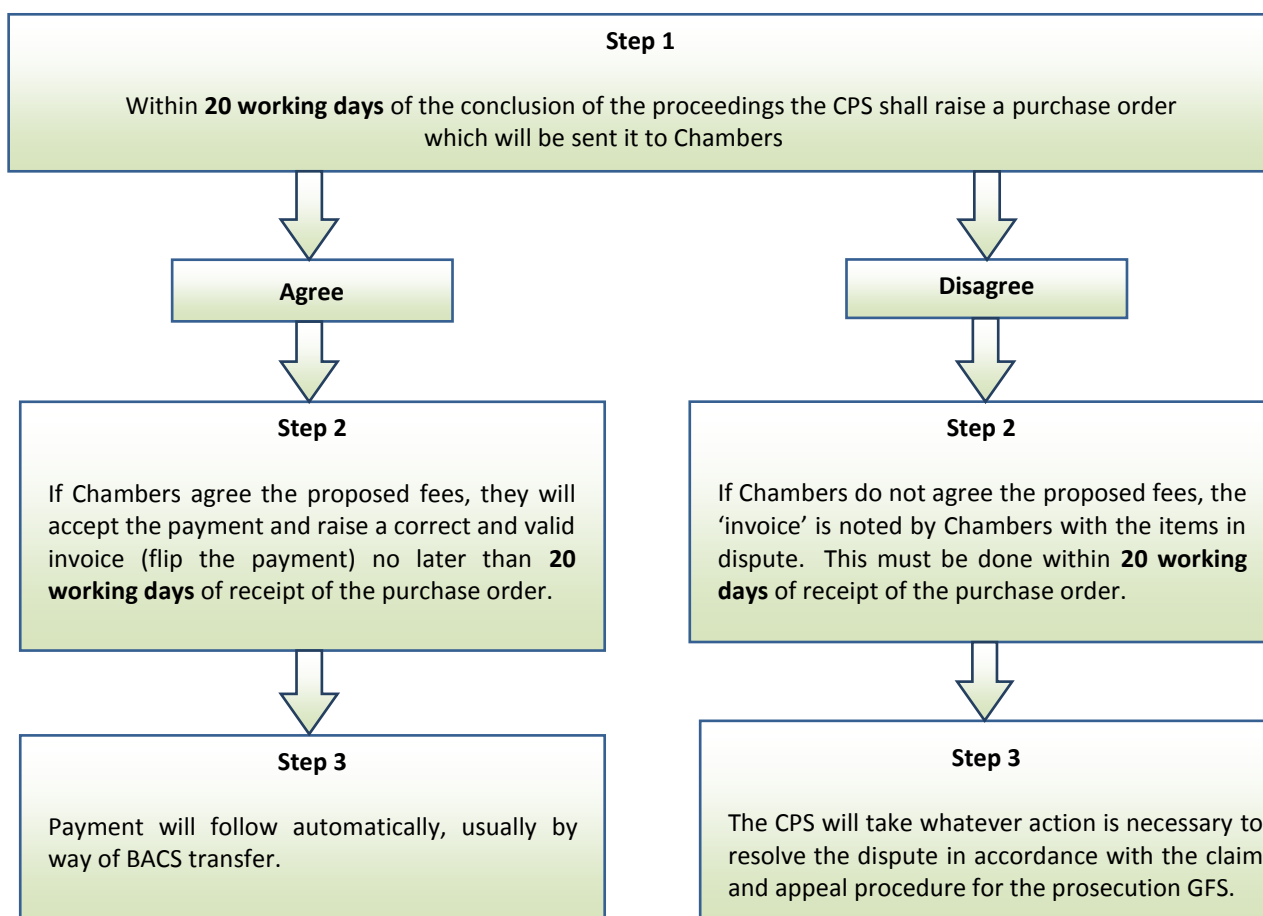 Step 1
Within 20 working days of the conclusion of the proceedings the CPS shall raise a purchase order
which will be sent it to Chambers
Agree
Disagree
Step 2
If Chambers agree the proposed fees, they will
accept the payment and raise a correct and valid
invoice (flip the payment) no later than 20
working days of receipt of the purchase order.
Step 2
If Chambers do not agree the proposed fees, the
‘invoice’ is noted by Chambers with the items in
dispute. This must be done within 20 working
days of receipt of the purchase order.
Step 3
Payment will follow automatically, usually by
way of BACS transfer.
Step 3
The CPS will take whatever action is necessary to
resolve the dispute in accordance with the claim
and appeal procedure for the prosecution GFS.